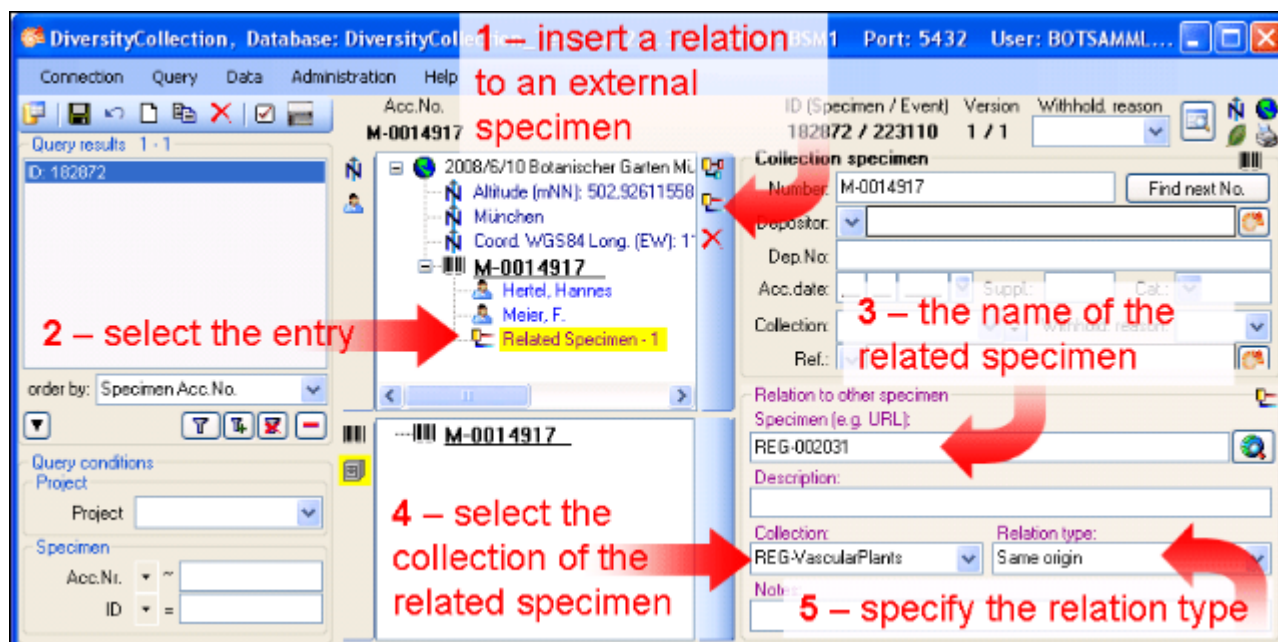 DiversityCollection, Database: DiversityCol
BSM1 Port: 5432 User: BOTSAMML...
1 – insert a relation
to an external
specimen
Connection Query Data Administration Help
Acc.No.
M-0014917
ID (Specimen / Event) Version Withhold. reason
182872 / 223110 1 / 1
Query results 1 - 1
ID: 182872
2008/6/10 Botanischer Garten Mü
Altitude (mNN): 502,92611558
München
Coord. WGS84 Long. (EW): 11
M-0014917
Hertel, Hannes
Meier, F.
Related Specimen - 1
2 – select the entry
Collection specimen
Number: M-0014917 Find next No.
Depositor:
Dep.No:
Acc.date: Suppl.: Cat.:
Collection: Withhold. reason:
Ref.:
3 – the name of the
related specimen
order by: Specimen Acc.No.
Query conditions
Project
Project
Specimen
Acc.Nr. ~
ID =
M-0014917
4 – select the
collection of the
related specimen
Relation to other specimen
Specimen (e.g. URL):
REG-002031
Description:
Collection: Relation type:
REG-VascularPlants Same origin
Notes:
5 – specify the relation type